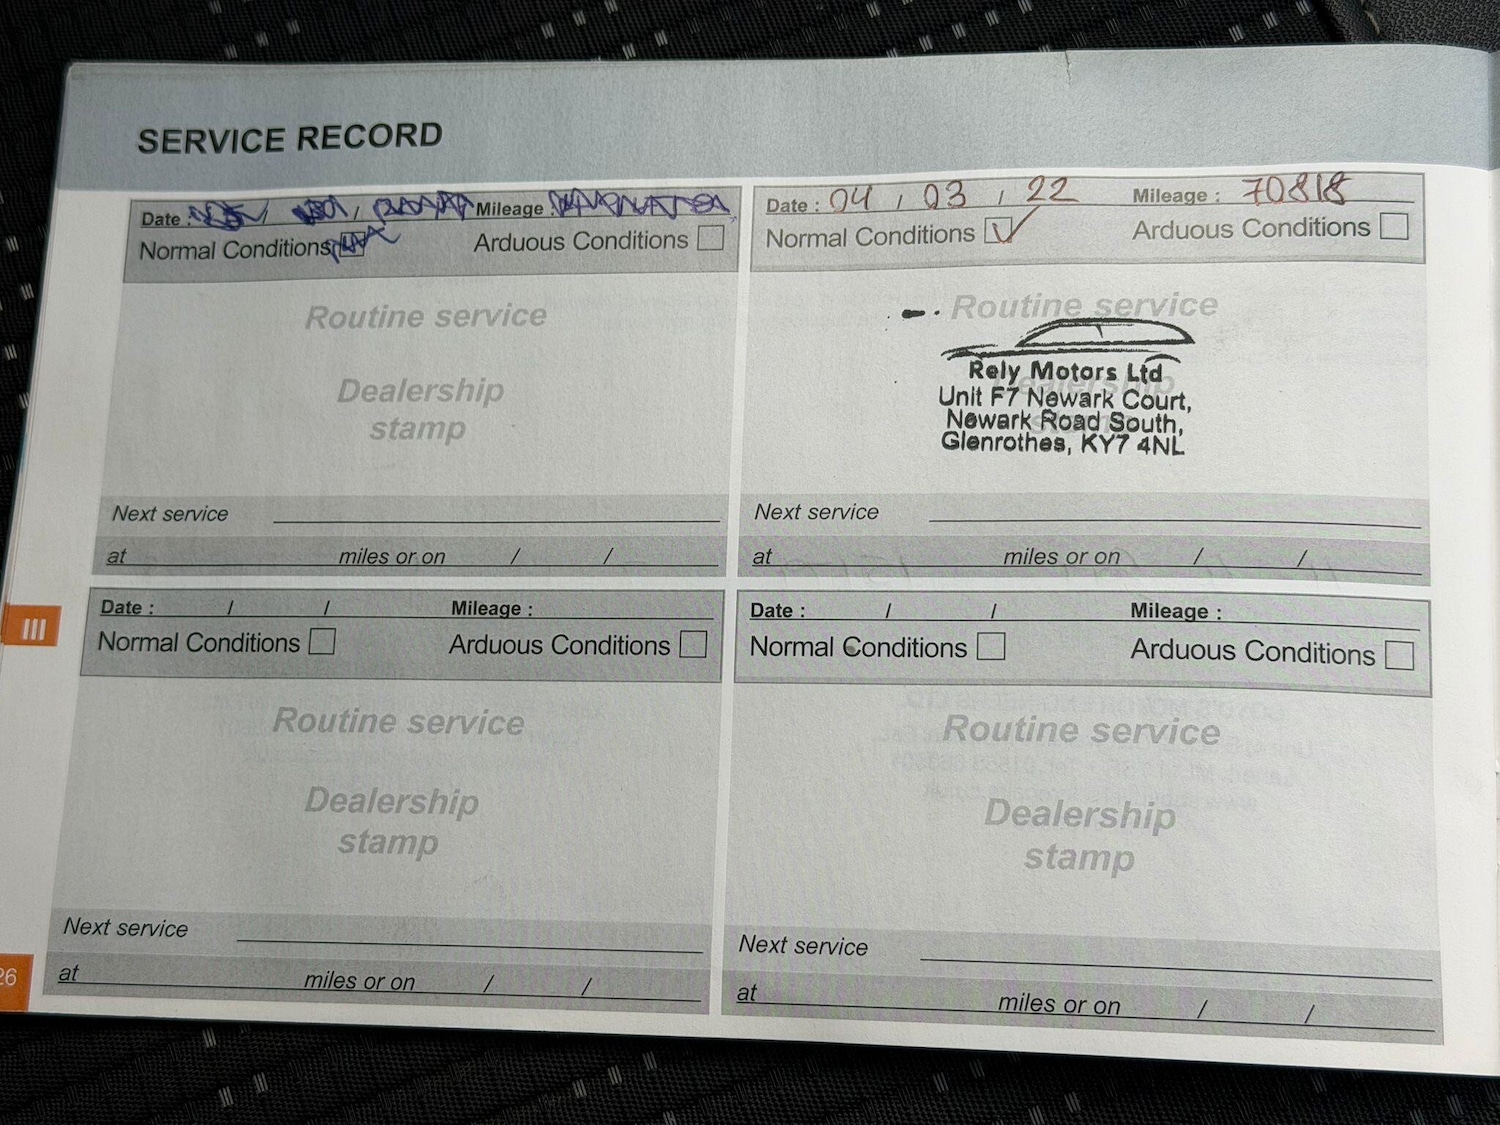 SERVICE RECORD
Date : / / Mileage :
Normal Conditions Arduous Conditions
Routine service
Dealership
stamp
Next service
at miles or on / /
Date : 04 / 03 / 22 Mileage : 70818
Normal Conditions Arduous Conditions
Routine service
Rely Motors Ltd
Unit F7 Newark Court,
Newark Road South,
Glenrothes, KY7 4NL
Dealership
stamp
Next service
at miles or on / /
III
Date : / / Mileage :
Normal Conditions Arduous Conditions
Routine service
Dealership
stamp
Next service
at miles or on / /
Date : / / Mileage :
Normal Conditions Arduous Conditions
Routine service
Dealership
stamp
Next service
at miles or on / /
26